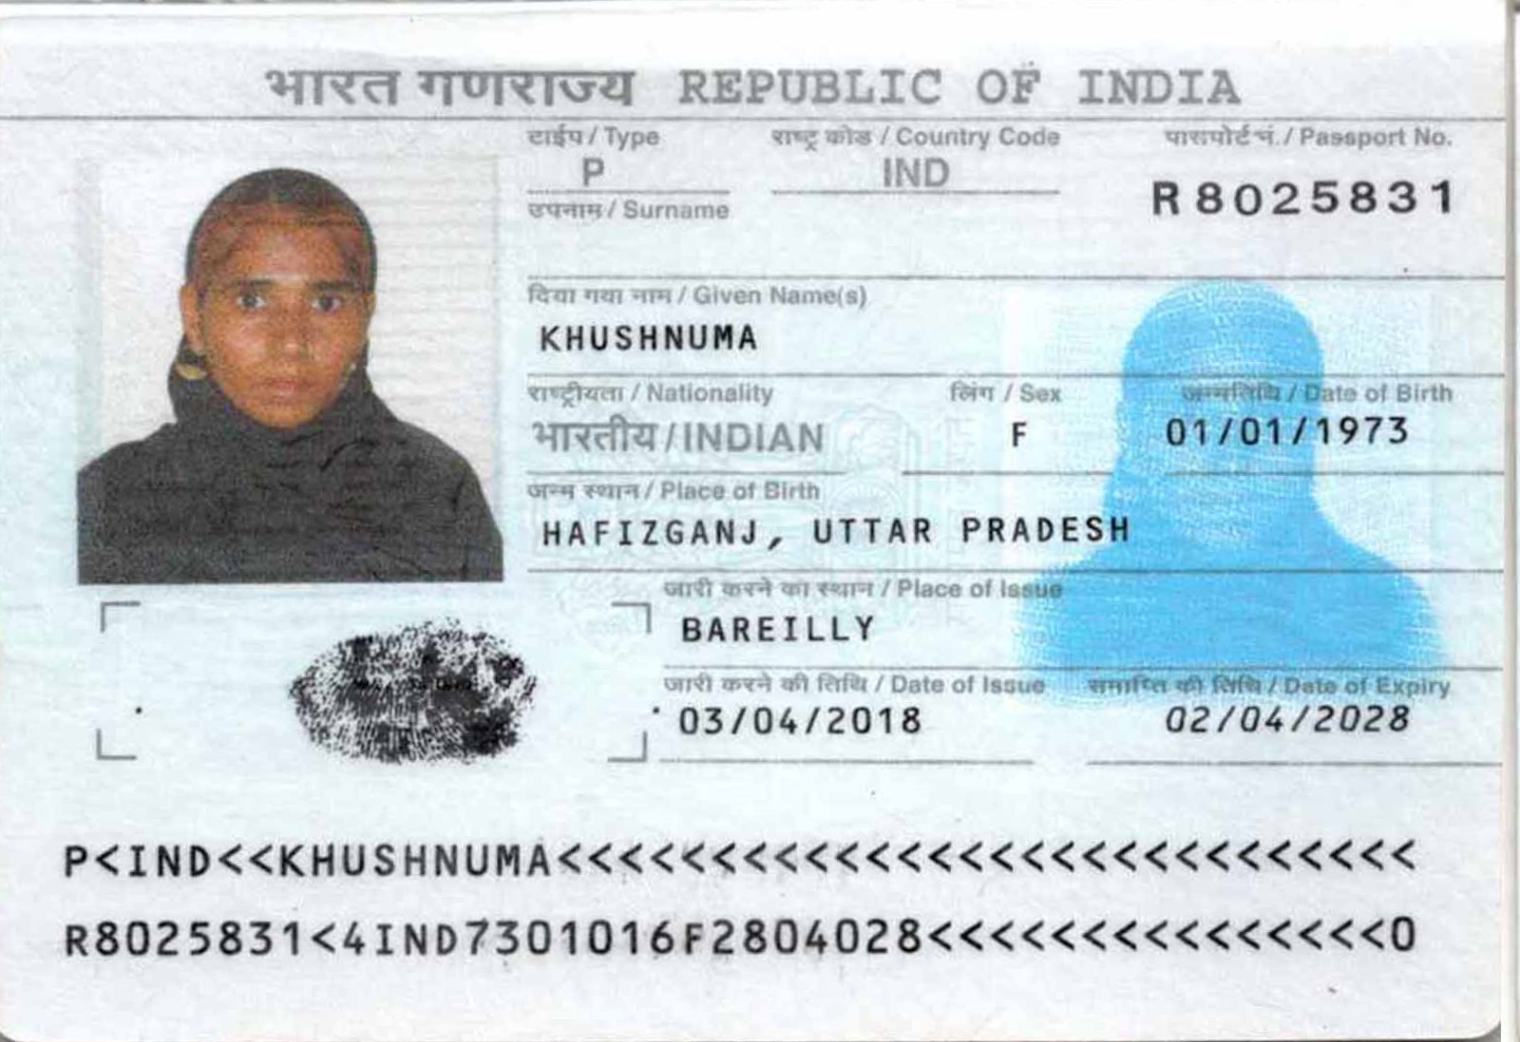 भारत गणराज्य REPUBLIC OF INDIA
टाईप / Type राष्ट्र कोड / Country Code पासपोर्ट नं. / Passport No.
P IND R8025831
उपनाम / Surname
दिया गया नाम / Given Name(s)
KHUSHNUMA
राष्ट्रीयता / Nationality लिंग / Sex जन्मतिथि / Date of Birth
भारतीय / INDIAN F 01/01/1973
जन्म स्थान / Place of Birth
HAFIZGANJ, UTTAR PRADESH
जारी करने का स्थान / Place of Issue
BAREILLY
जारी करने की तिथि / Date of Issue समाप्ति की तिथि / Date of Expiry
03/04/2018 02/04/2028
P<IND<<KHUSHNUMA<<<<<<<<<<<<<<<<<<<<<<<<<<<<
R8025831<4IND7301016F2804028<<<<<<<<<<<<<<<0